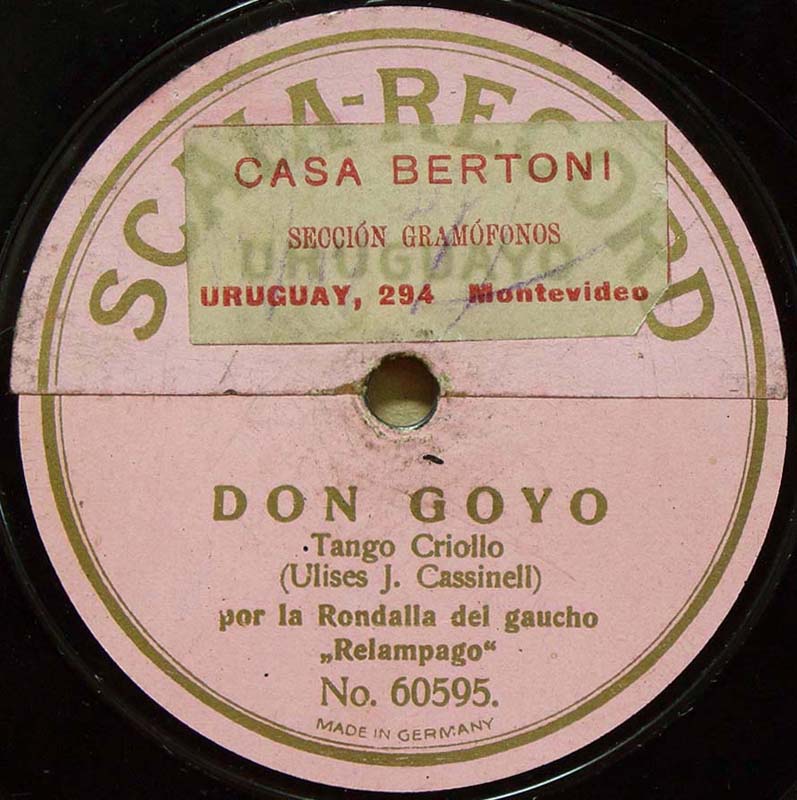 SCALA-RECORD
CASA BERTONI
SECCIÓN GRAMÓFONOS
URUGUAYO
URUGUAY, 294 Montevideo
DON GOYO
Tango Criollo
(Ulises J. Cassinell)
por la Rondalla del gaucho
„Relampago“
No. 60595.
MADE IN GERMANY